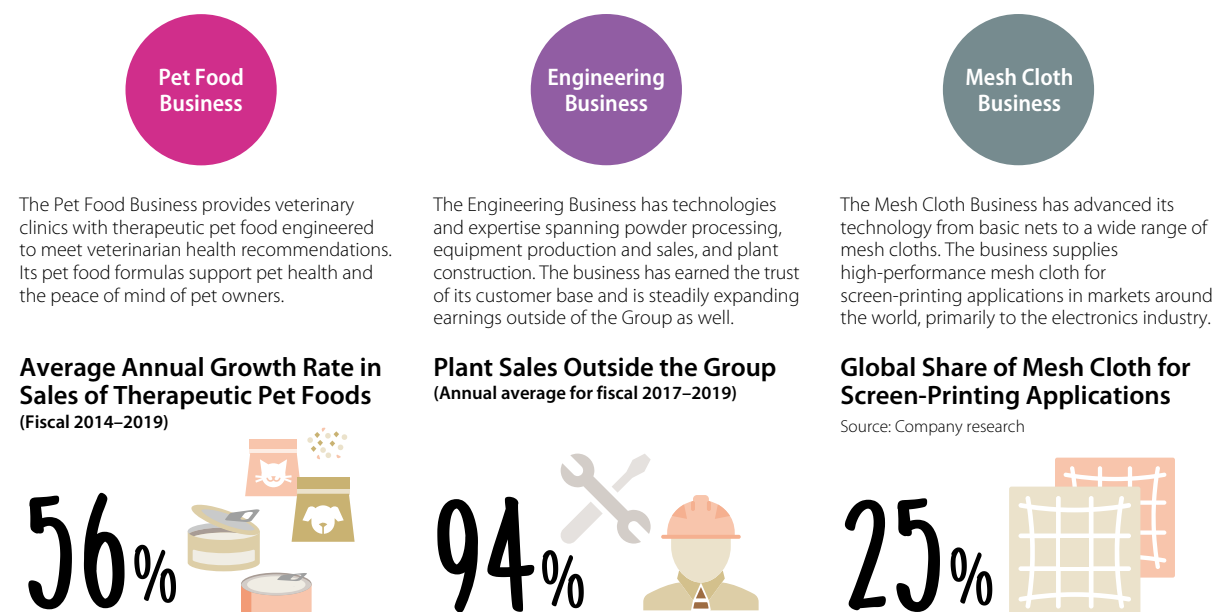 Pet Food
Business
The Pet Food Business provides veterinary
clinics with therapeutic pet food engineered
to meet veterinarian health recommendations.
Its pet food formulas support pet health and
the peace of mind of pet owners.
Average Annual Growth Rate in
Sales of Therapeutic Pet Foods
(Fiscal 2014–2019)
56%
Engineering
Business
The Engineering Business has technologies
and expertise spanning powder processing,
equipment production and sales, and plant
construction. The business has earned the trust
of its customer base and is steadily expanding
earnings outside of the Group as well.
Plant Sales Outside the Group
(Annual average for fiscal 2017–2019)
94%
Mesh Cloth
Business
The Mesh Cloth Business has advanced its
technology from basic nets to a wide range of
mesh cloths. The business supplies
high-performance mesh cloth for
screen-printing applications in markets around
the world, primarily to the electronics industry.
Global Share of Mesh Cloth for
Screen-Printing Applications
Source: Company research
25%